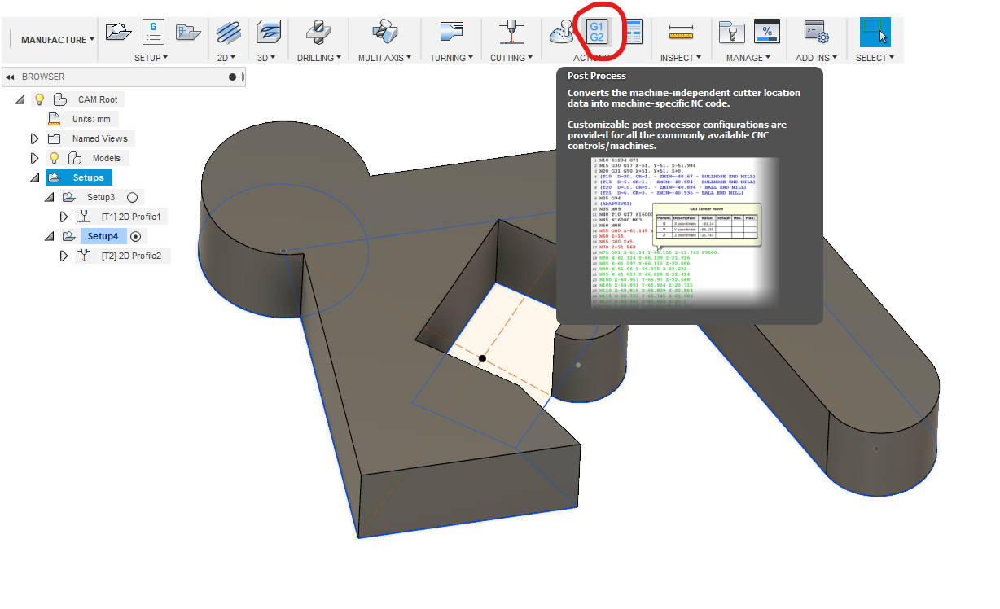 G
G1
G2
%
MANUFACTURE
SETUP
2D
3D
DRILLING
MULTI-AXIS
TURNING
CUTTING
ACTIONS
INSPECT
MANAGE
ADD-INS
SELECT
BROWSER
CAM Root
Units: mm
Named Views
Models
Setups
Setup3
[T1] 2D Profile1
Setup4
[T2] 2D Profile2
Post Process
Converts the machine-independent cutter location
data into machine-specific NC code.
Customizable post processor configurations are
provided for all the commonly available CNC
controls/machines.
1 N10 %1234 G71
2 N15 G30 G17 X-51. Y-51. Z-51.984
3 N20 G31 G90 X+51. Y+51. Z+0.
4 (T10 D=20. CR=1. - ZMIN=-40.67 - BULLNOSE END MILL)
5 (T13 D=6. CR=1. - ZMIN=-40.684 - BULLNOSE END MILL)
6 (T20 D=10. CR=5. - ZMIN=-40.884 - BALL END MILL)
7 (T21 D=6. CR=3. - ZMIN=-40.935 - BALL END MILL)
8 N25 G94
9 (ADAPTIVE1)
10 N35 M09
11 N40 T10 G17 S16000
12 N45 S16000 M03
13 N50 M08
14 N55 G00 X-61.145 Y
15 N60 Z+15.
16 N65 G00 Z+5.
17 N70 Z-21.568
18 N75 G01 X-61.14 Y-66.155 Z-21.743 F9500.
19 N80 X-61.124 Y-66.139 Z-21.916
20 N85 X-61.097 Y-66.112 Z-22.086
21 N90 X-61.06 Y-66.075 Z-22.252
22 N95 X-61.013 Y-66.028 Z-22.414
23 N100 X-60.957 Y-65.97 Z-22.568
24 N105 X-60.891 Y-65.904 Z-22.715
25 N110 X-60.816 Y-65.829 Z-22.854
26 N115 X-60.733 Y-65.745 Z-22.983
G01 Linear move
Param. Description Value Default Min. Max.
X X coordinate -61.14
Y Y coordinate -66.155
Z Z coordinate -21.743